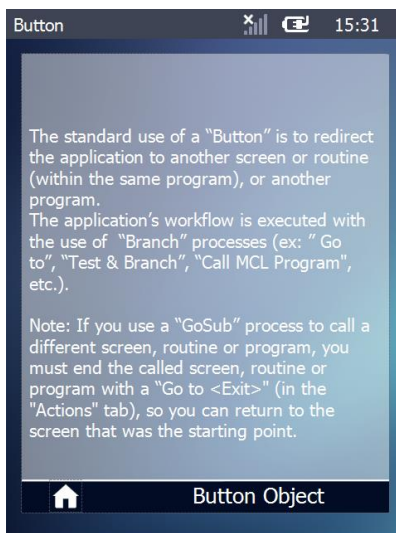 Button 15:31
The standard use of a “Button” is to redirect
the application to another screen or routine
(within the same program), or another
program.
The application’s workflow is executed with
the use of  “Branch” processes (ex: ” Go
to”, “Test & Branch”, “Call MCL Program",
etc.).
Note: If you use a “GoSub” process to call a
different screen, routine or program, you
must end the called screen, routine or
program with a “Go to <Exit>" (in the
"Actions" tab), so you can return to the
screen that was the starting point.
Button Object